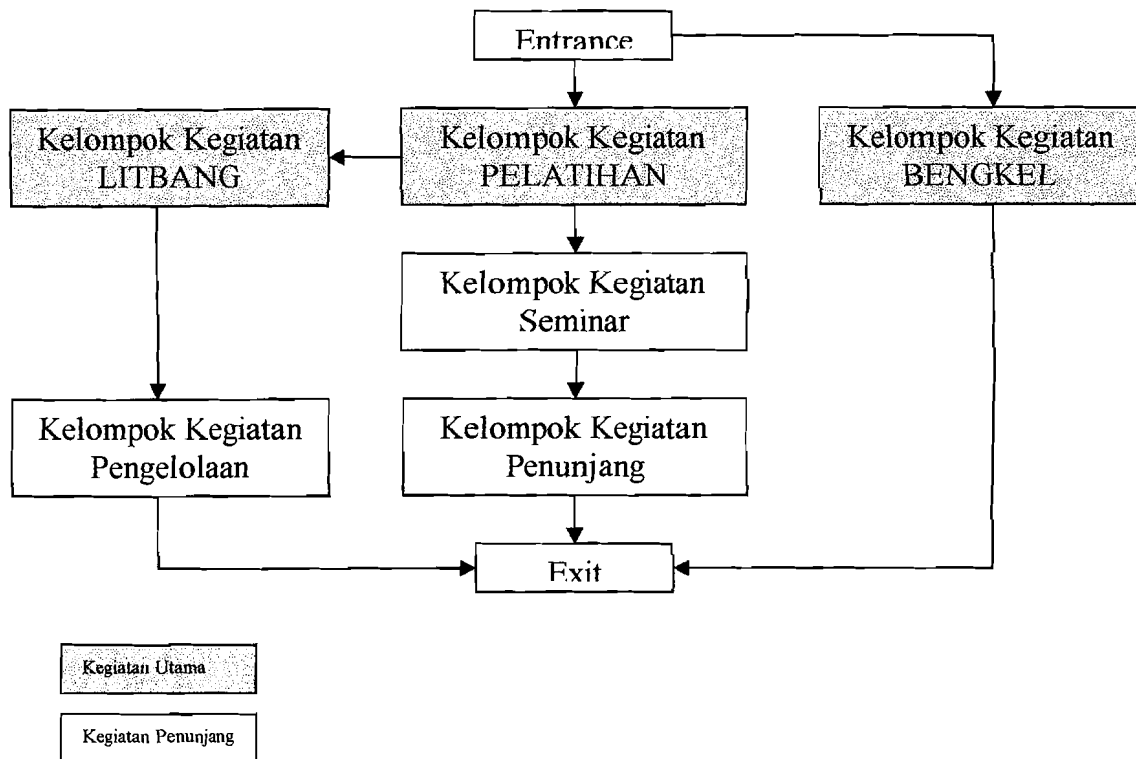 Entrance
Kelompok Kegiatan
LITBANG
Kelompok Kegiatan
PELATIHAN
Kelompok Kegiatan
BENGKEL
Kelompok Kegiatan
Seminar
Kelompok Kegiatan
Pengelolaan
Kelompok Kegiatan
Penunjang
Exit
Kegiatan Utama
Kegiatan Penunjang